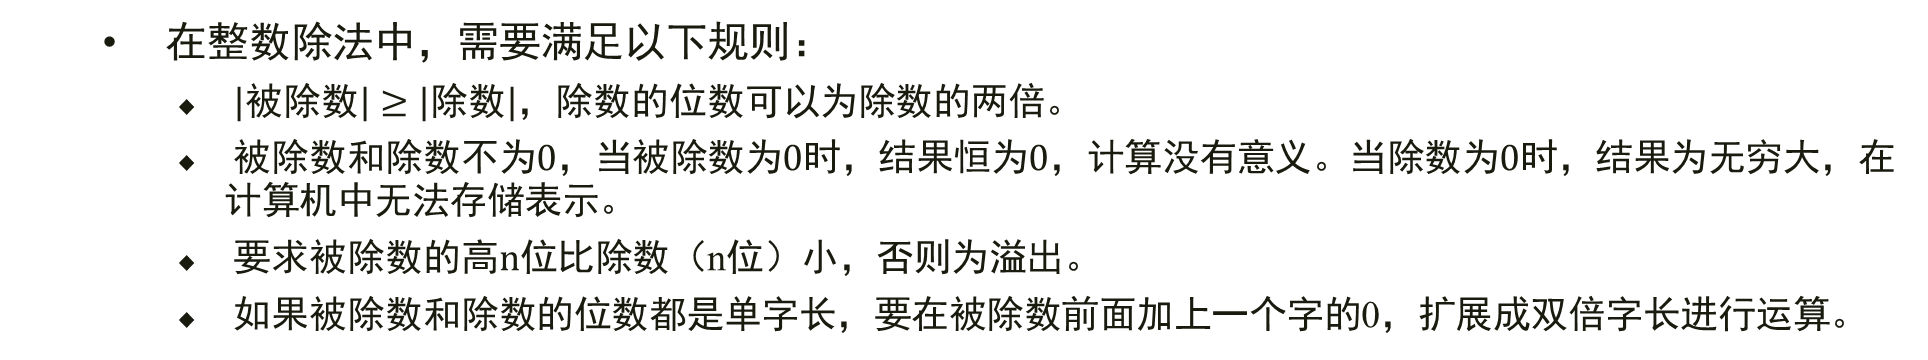 • 在整数除法中，需要满足以下规则：
◆ |被除数| ≥ |除数|，除数的位数可以为除数的两倍。
◆ 被除数和除数不为0，当被除数为0时，结果恒为0，计算没有意义。当除数为0时，结果为无穷大，在
计算机中无法存储表示。
◆ 要求被除数的高n位比除数（n位）小，否则为溢出。
◆ 如果被除数和除数的位数都是单字长，要在被除数前面加上一个字的0，扩展成双倍字长进行运算。